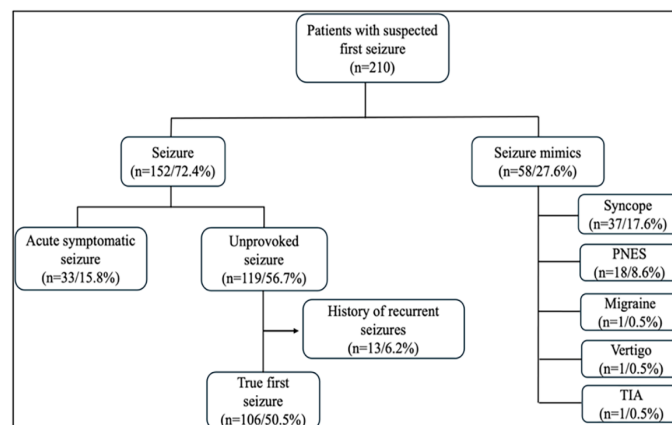 Patients with suspected
first seizure
(n=210)
Seizure
(n=152/72.4%)
Seizure mimics
(n=58/27.6%)
Acute symptomatic
seizure
(n=33/15.8%)
Unprovoked
seizure
(n=119/56.7%)
History of recurrent
seizures
(n=13/6.2%)
True first
seizure
(n=106/50.5%)
Syncope
(n=37/17.6%)
PNES
(n=18/8.6%)
Migraine
(n=1/0.5%)
Vertigo
(n=1/0.5%)
TIA
(n=1/0.5%)